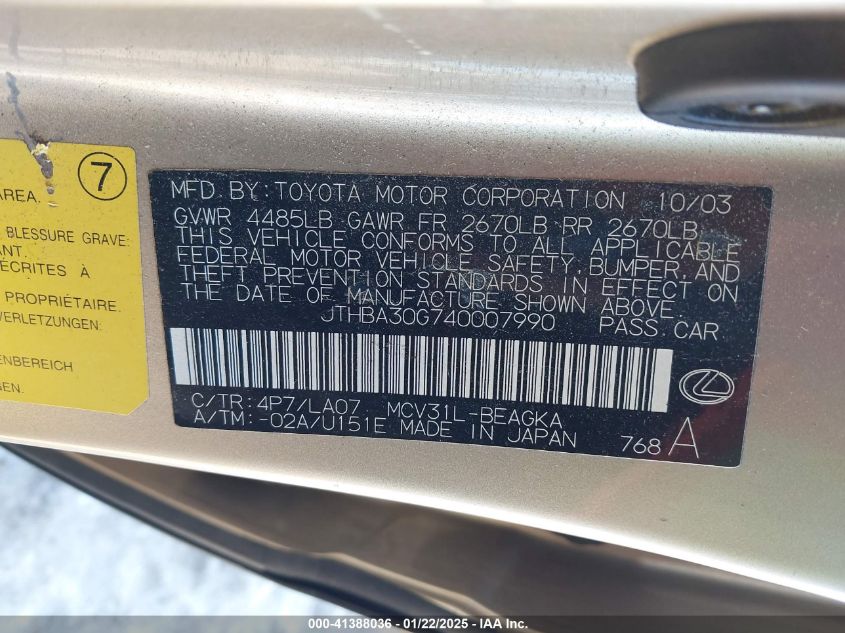 7
AREA.
BLESSURE GRAVE:
ANT.
ÉCRITES À
PROPRIÉTAIRE.
VERLETZUNGEN:
ENBEREICH
NGEN.
MFD BY: TOYOTA MOTOR CORPORATION 10/03
GVWR 4485LB GAWR FR 2670LB RR 2670LB
THIS VEHICLE CONFORMS TO ALL APPLICABLE
FEDERAL MOTOR VEHICLE SAFETY, BUMPER, AND
THEFT PREVENTION STANDARDS IN EFFECT ON
THE DATE OF MANUFACTURE SHOWN ABOVE.
JTHBA30G740007990 PASS.CAR
C/TR: 4P7/LA07 MCV31L-BEAGKA
A/TM: -02A/U151E MADE IN JAPAN
768 A
000-41388036 - 01/22/2025 - IAA Inc.